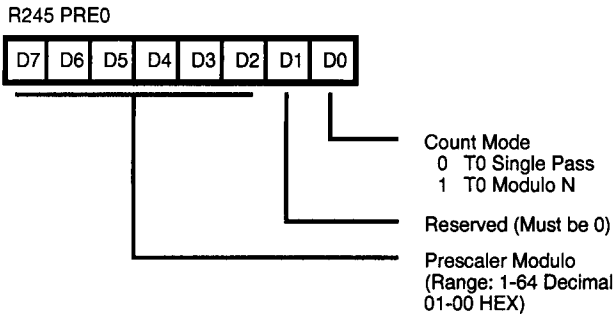 R245 PRE0
D7 D6 D5 D4 D3 D2 D1 D0
Count Mode
0 T0 Single Pass
1 T0 Modulo N
Reserved (Must be 0)
Prescaler Modulo
(Range: 1-64 Decimal
01-00 HEX)